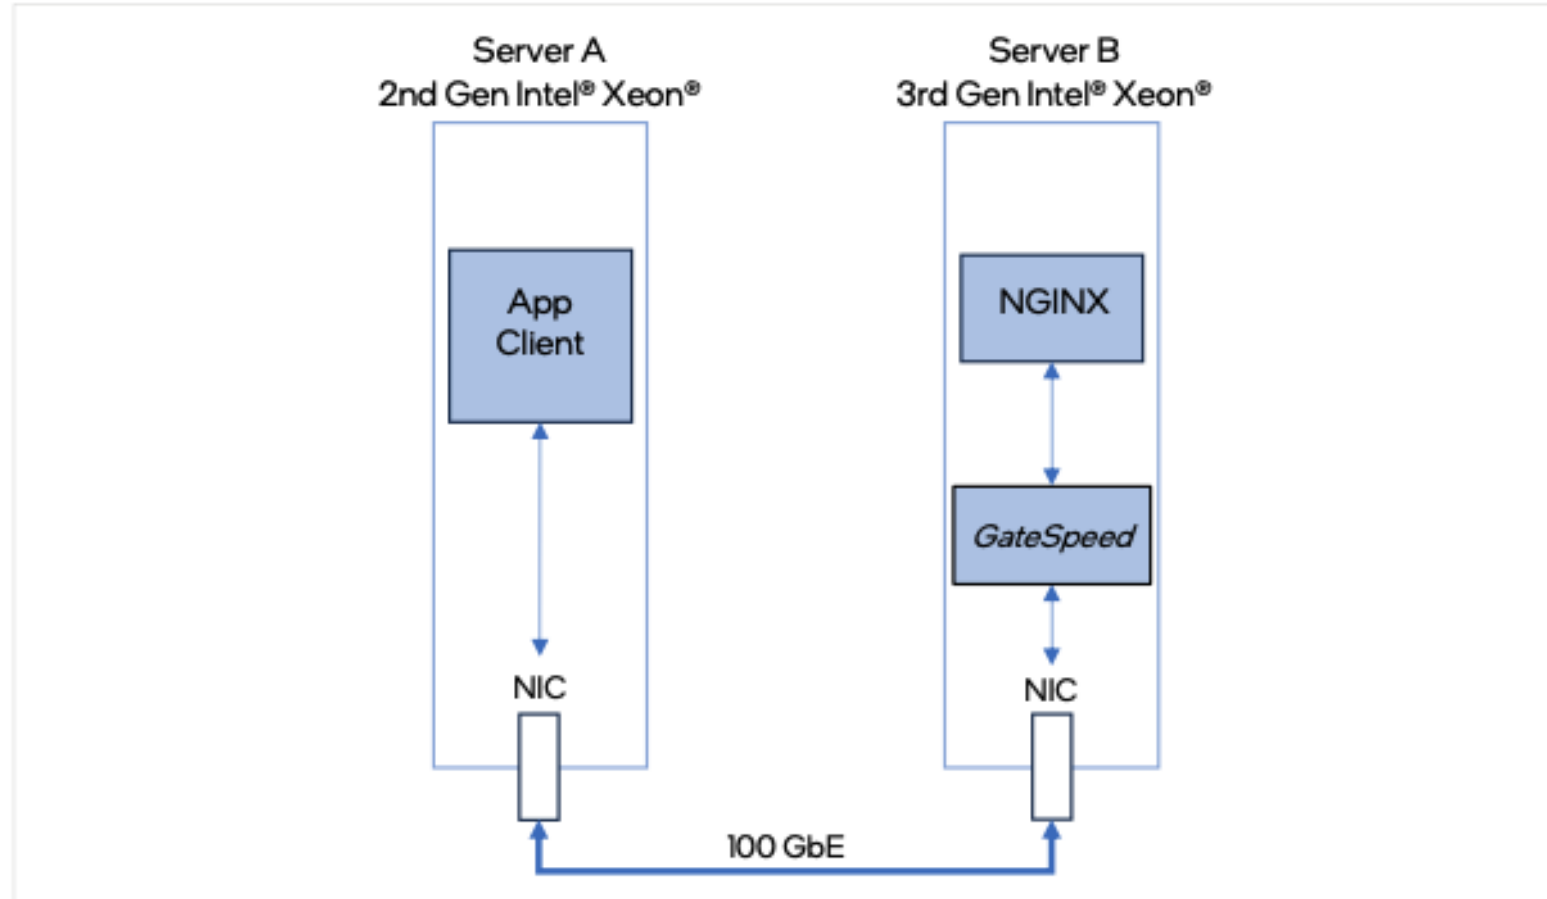 Server A
2nd Gen Intel® Xeon®
App
Client
NIC
Server B
3rd Gen Intel® Xeon®
NGINX
GateSpeed
NIC
100 GbE